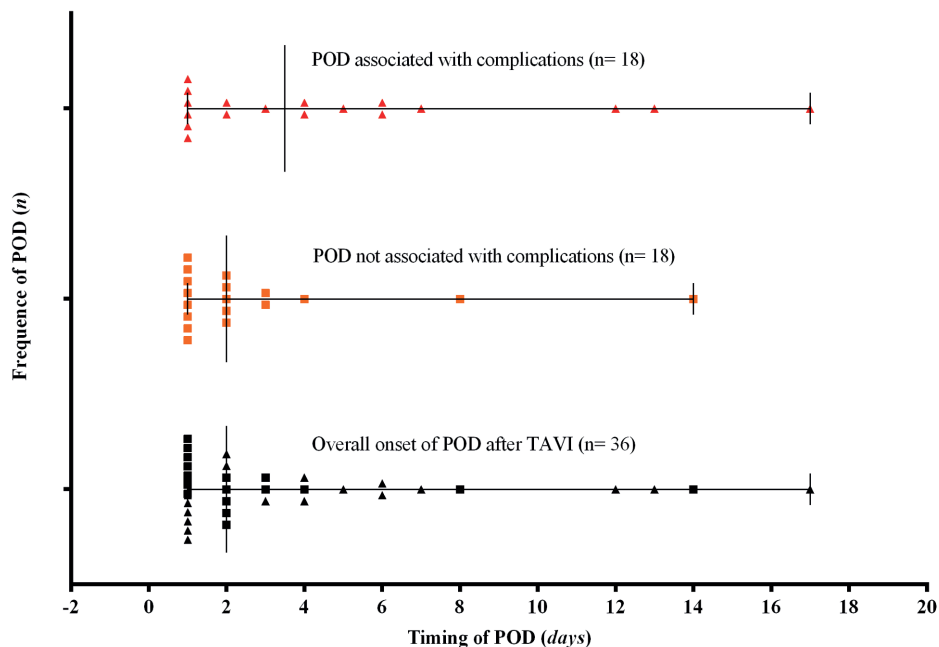 POD associated with complications (n= 18)
POD not associated with complications (n= 18)
Overall onset of POD after TAVI (n= 36)
Frequence of POD (n)
-2 0 2 4 6 8 10 12 14 16 18 20
Timing of POD (days)